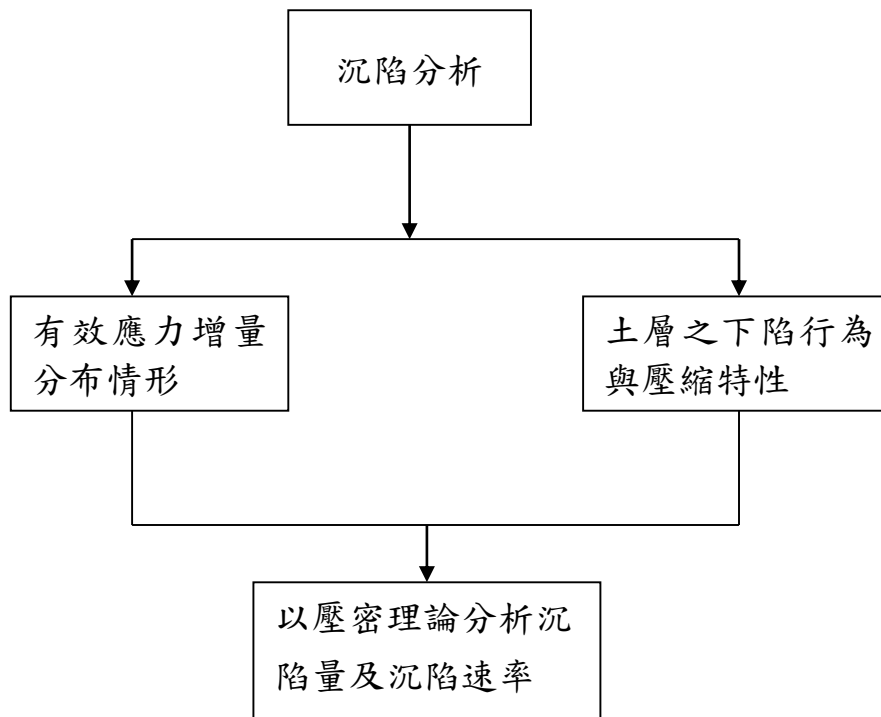 沉陷分析
有效應力增量
分布情形
土層之下陷行為
與壓縮特性
以壓密理論分析沉
陷量及沉陷速率